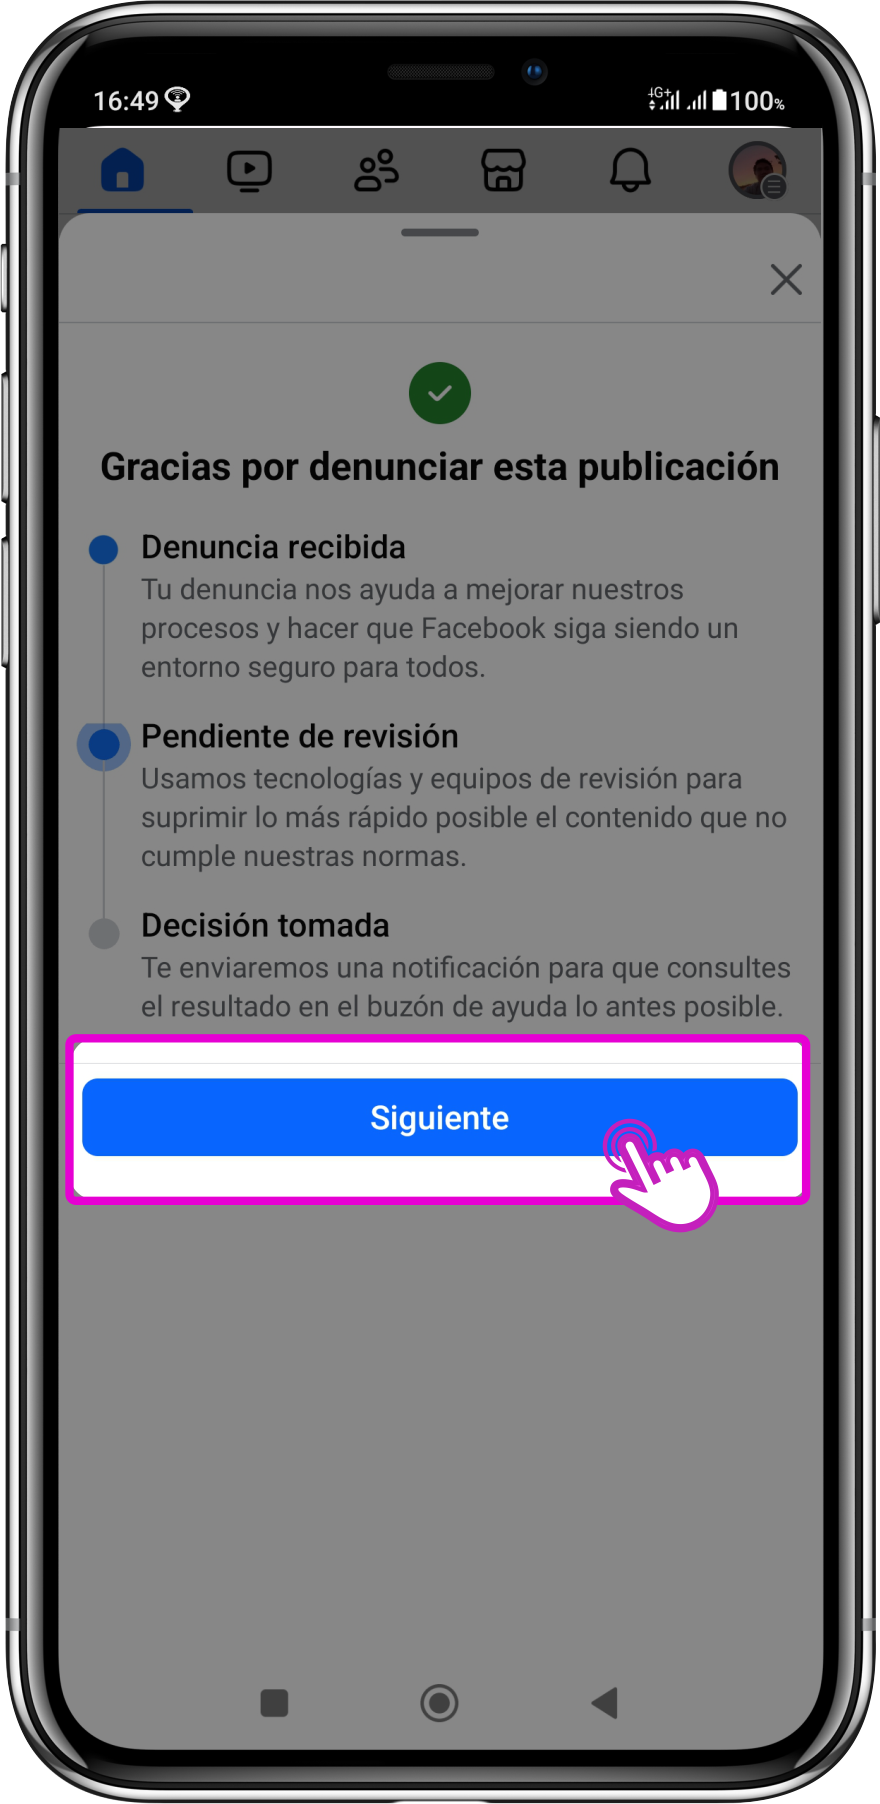 16:49 4G+ 100%
Gracias por denunciar esta publicación
Denuncia recibida
Tu denuncia nos ayuda a mejorar nuestros
procesos y hacer que Facebook siga siendo un
entorno seguro para todos.
Pendiente de revisión
Usamos tecnologías y equipos de revisión para
suprimir lo más rápido posible el contenido que no
cumple nuestras normas.
Decisión tomada
Te enviaremos una notificación para que consultes
el resultado en el buzón de ayuda lo antes posible.
Siguiente